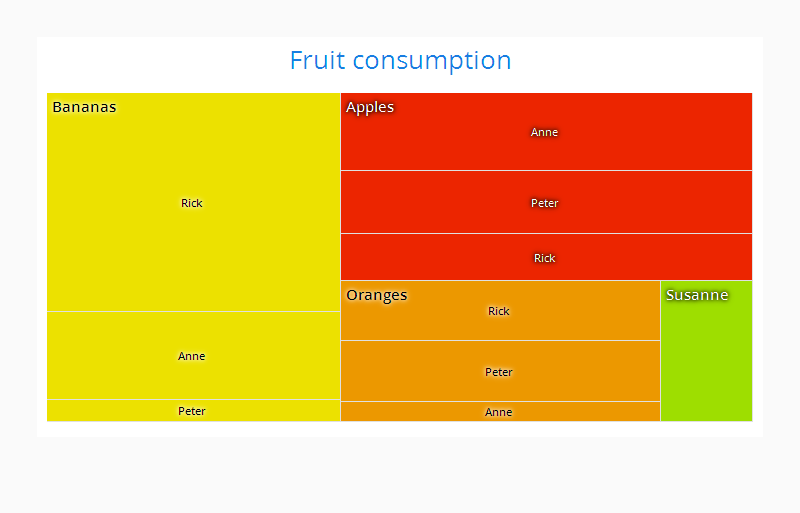 Fruit consumption
Bananas
Rick
Anne
Peter
Apples
Anne
Peter
Rick
Oranges
Rick
Peter
Anne
Susanne